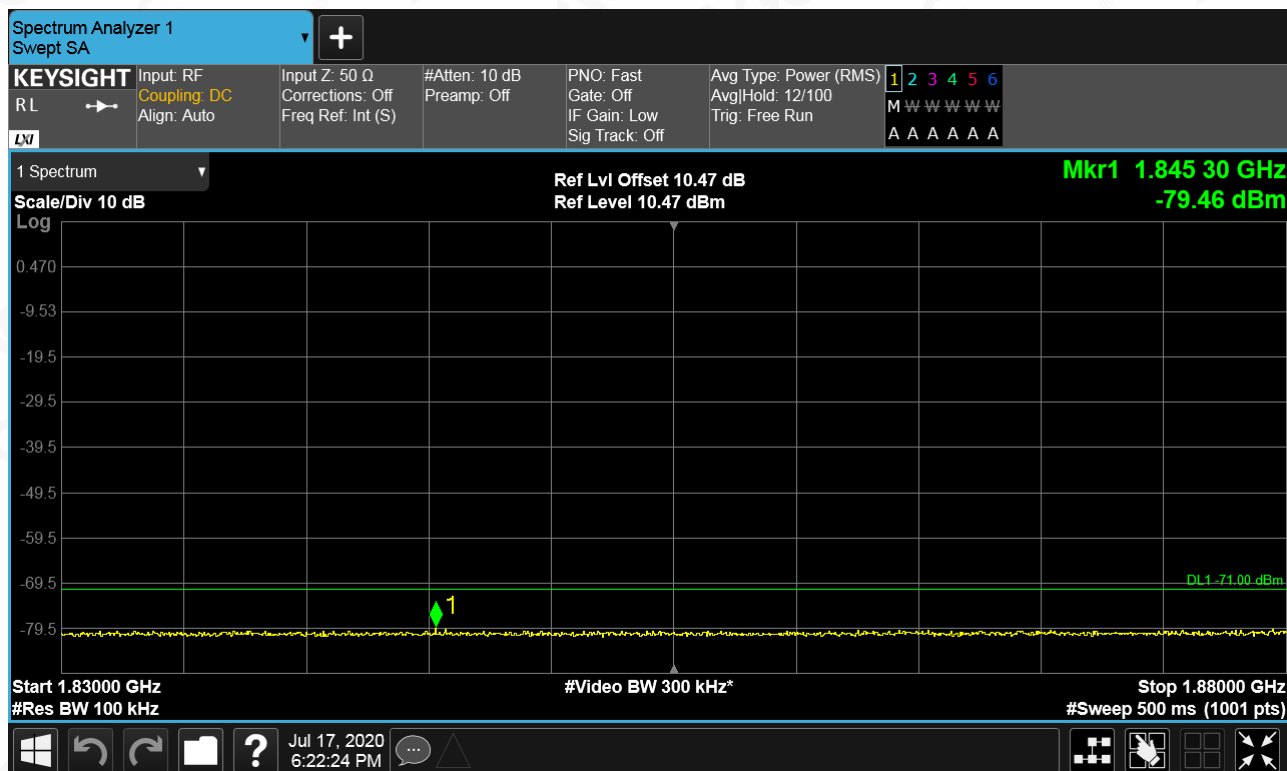 Spectrum Analyzer 1
Swept SA
+
KEYSIGHT
R L
LXI
Input: RF
Coupling: DC
Align: Auto
Input Z: 50 Ω
Corrections: Off
Freq Ref: Int (S)
#Atten: 10 dB
Preamp: Off
PNO: Fast
Gate: Off
IF Gain: Low
Sig Track: Off
Avg Type: Power (RMS)
Avg|Hold: 12/100
Trig: Free Run
1 2 3 4 5 6
M W W W W W
A A A A A A
1 Spectrum
Scale/Div 10 dB
Ref Lvl Offset 10.47 dB
Ref Level 10.47 dBm
Mkr1 1.845 30 GHz
-79.46 dBm
Log
0.470
-9.53
-19.5
-29.5
-39.5
-49.5
-59.5
-69.5
DL1 -71.00 dBm
1
-79.5
Start 1.83000 GHz
#Video BW 300 kHz*
Stop 1.88000 GHz
#Res BW 100 kHz
#Sweep 500 ms (1001 pts)
?
Jul 17, 2020
6:22:24 PM